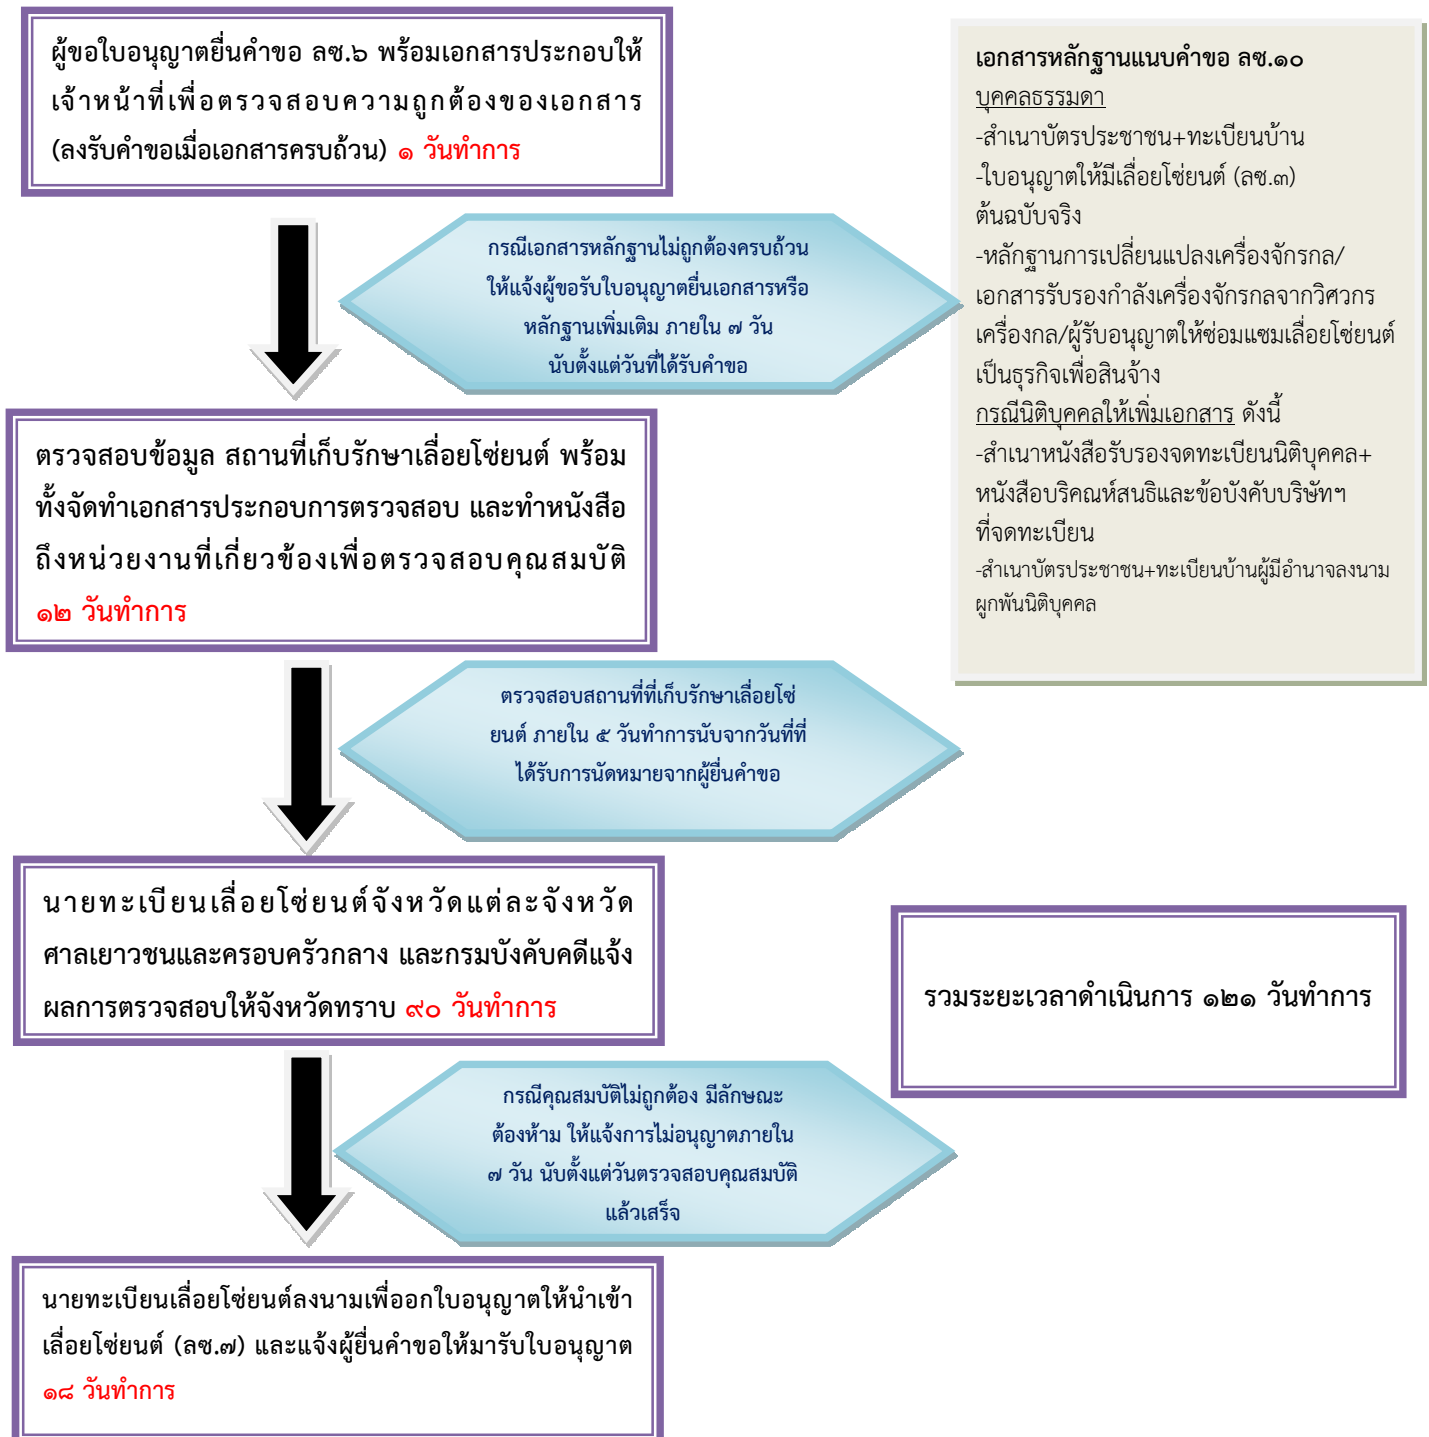 ผู้ขอใบอนุญาตยื่นคำขอ ลซ.๖ พร้อมเอกสารประกอบให้
เจ้าหน้าที่เพื่อตรวจสอบความถูกต้องของเอกสาร
(ลงรับคำขอเมื่อเอกสารครบถ้วน) ๑ วันทำการ
กรณีเอกสารหลักฐานไม่ถูกต้องครบถ้วน
ให้แจ้งผู้ขอรับใบอนุญาตยื่นเอกสารหรือ
หลักฐานเพิ่มเติม ภายใน ๗ วัน
นับตั้งแต่วันที่ได้รับคำขอ
ตรวจสอบข้อมูล สถานที่เก็บรักษาเลื่อยโซ่ยนต์ พร้อม
ทั้งจัดทำเอกสารประกอบการตรวจสอบ และทำหนังสือ
ถึงหน่วยงานที่เกี่ยวข้องเพื่อตรวจสอบคุณสมบัติ
๑๒ วันทำการ
ตรวจสอบสถานที่ที่เก็บรักษาเลื่อยโซ่
ยนต์ ภายใน ๕ วันทำการนับจากวันที่ที่
ได้รับการนัดหมายจากผู้ยื่นคำขอ
นายทะเบียนเลื่อยโซ่ยนต์จังหวัดแต่ละจังหวัด
ศาลเยาวชนและครอบครัวกลาง และกรมบังคับคดีแจ้ง
ผลการตรวจสอบให้จังหวัดทราบ ๙๐ วันทำการ
กรณีคุณสมบัติไม่ถูกต้อง มีลักษณะ
ต้องห้าม ให้แจ้งการไม่อนุญาตภายใน
๗ วัน นับตั้งแต่วันตรวจสอบคุณสมบัติ
แล้วเสร็จ
นายทะเบียนเลื่อยโซ่ยนต์ลงนามเพื่อออกใบอนุญาตให้นำเข้า
เลื่อยโซ่ยนต์ (ลซ.๗) และแจ้งผู้ยื่นคำขอให้มารับใบอนุญาต
๑๘ วันทำการ
เอกสารหลักฐานแนบคำขอ ลซ.๑๐
บุคคลธรรมดา
-สำเนาบัตรประชาชน+ทะเบียนบ้าน
-ใบอนุญาตให้มีเลื่อยโซ่ยนต์ (ลซ.๓)
ต้นฉบับจริง
-หลักฐานการเปลี่ยนแปลงเครื่องจักรกล/
เอกสารรับรองกำลังเครื่องจักรกลจากวิศวกร
เครื่องกล/ผู้รับอนุญาตให้ซ่อมแซมเลื่อยโซ่ยนต์
เป็นธุรกิจเพื่อสินจ้าง
กรณีนิติบุคคลให้เพิ่มเอกสาร ดังนี้
-สำเนาหนังสือรับรองจดทะเบียนนิติบุคคล+
หนังสือบริคณห์สนธิและข้อบังคับบริษัทฯ
ที่จดทะเบียน
-สำเนาบัตรประชาชน+ทะเบียนบ้านผู้มีอำนาจลงนาม
ผูกพันนิติบุคคล
รวมระยะเวลาดำเนินการ ๑๒๑ วันทำการ